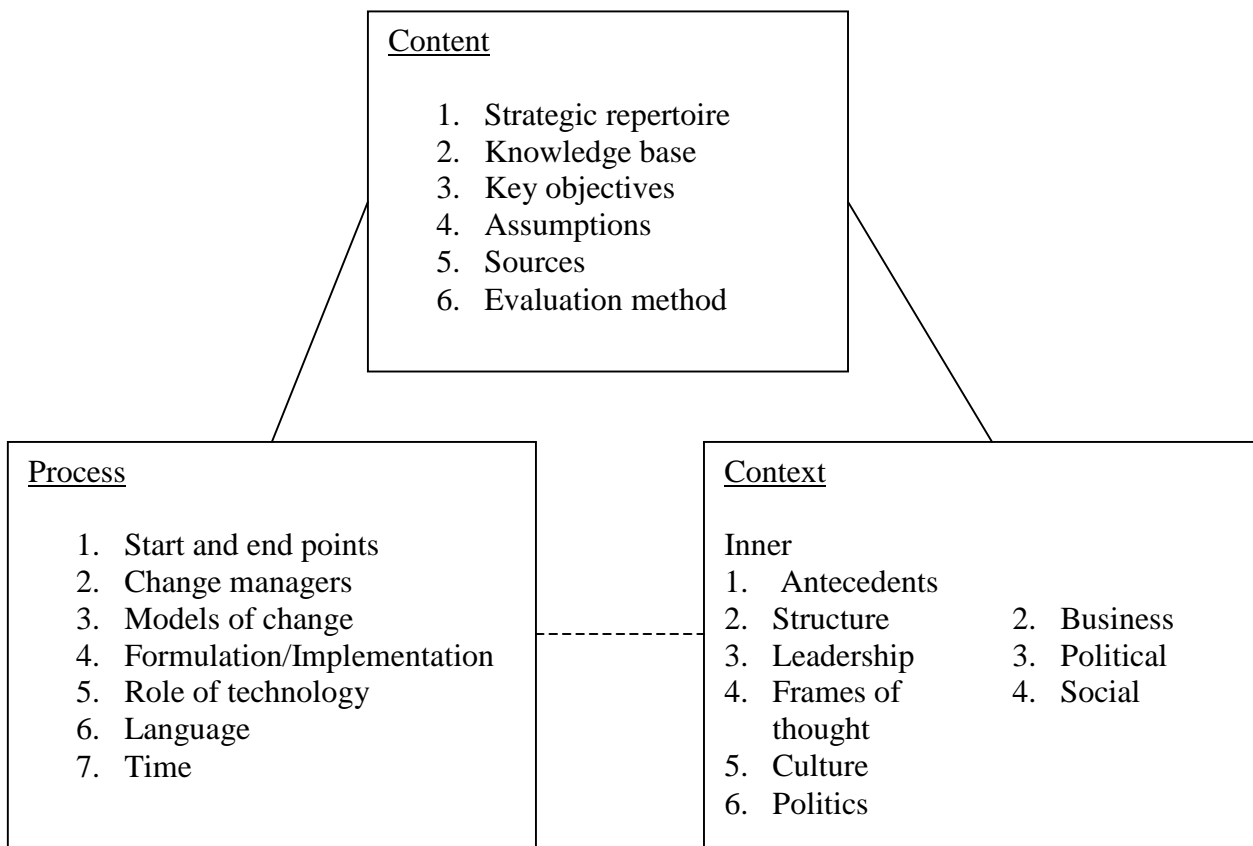 Content
1. Strategic repertoire
2. Knowledge base
3. Key objectives
4. Assumptions
5. Sources
6. Evaluation method
Process
1. Start and end points
2. Change managers
3. Models of change
4. Formulation/Implementation
5. Role of technology
6. Language
7. Time
Context
Inner
1. Antecedents
2. Structure
3. Leadership
4. Frames of
thought
5. Culture
6. Politics
2. Business
3. Political
4. Social